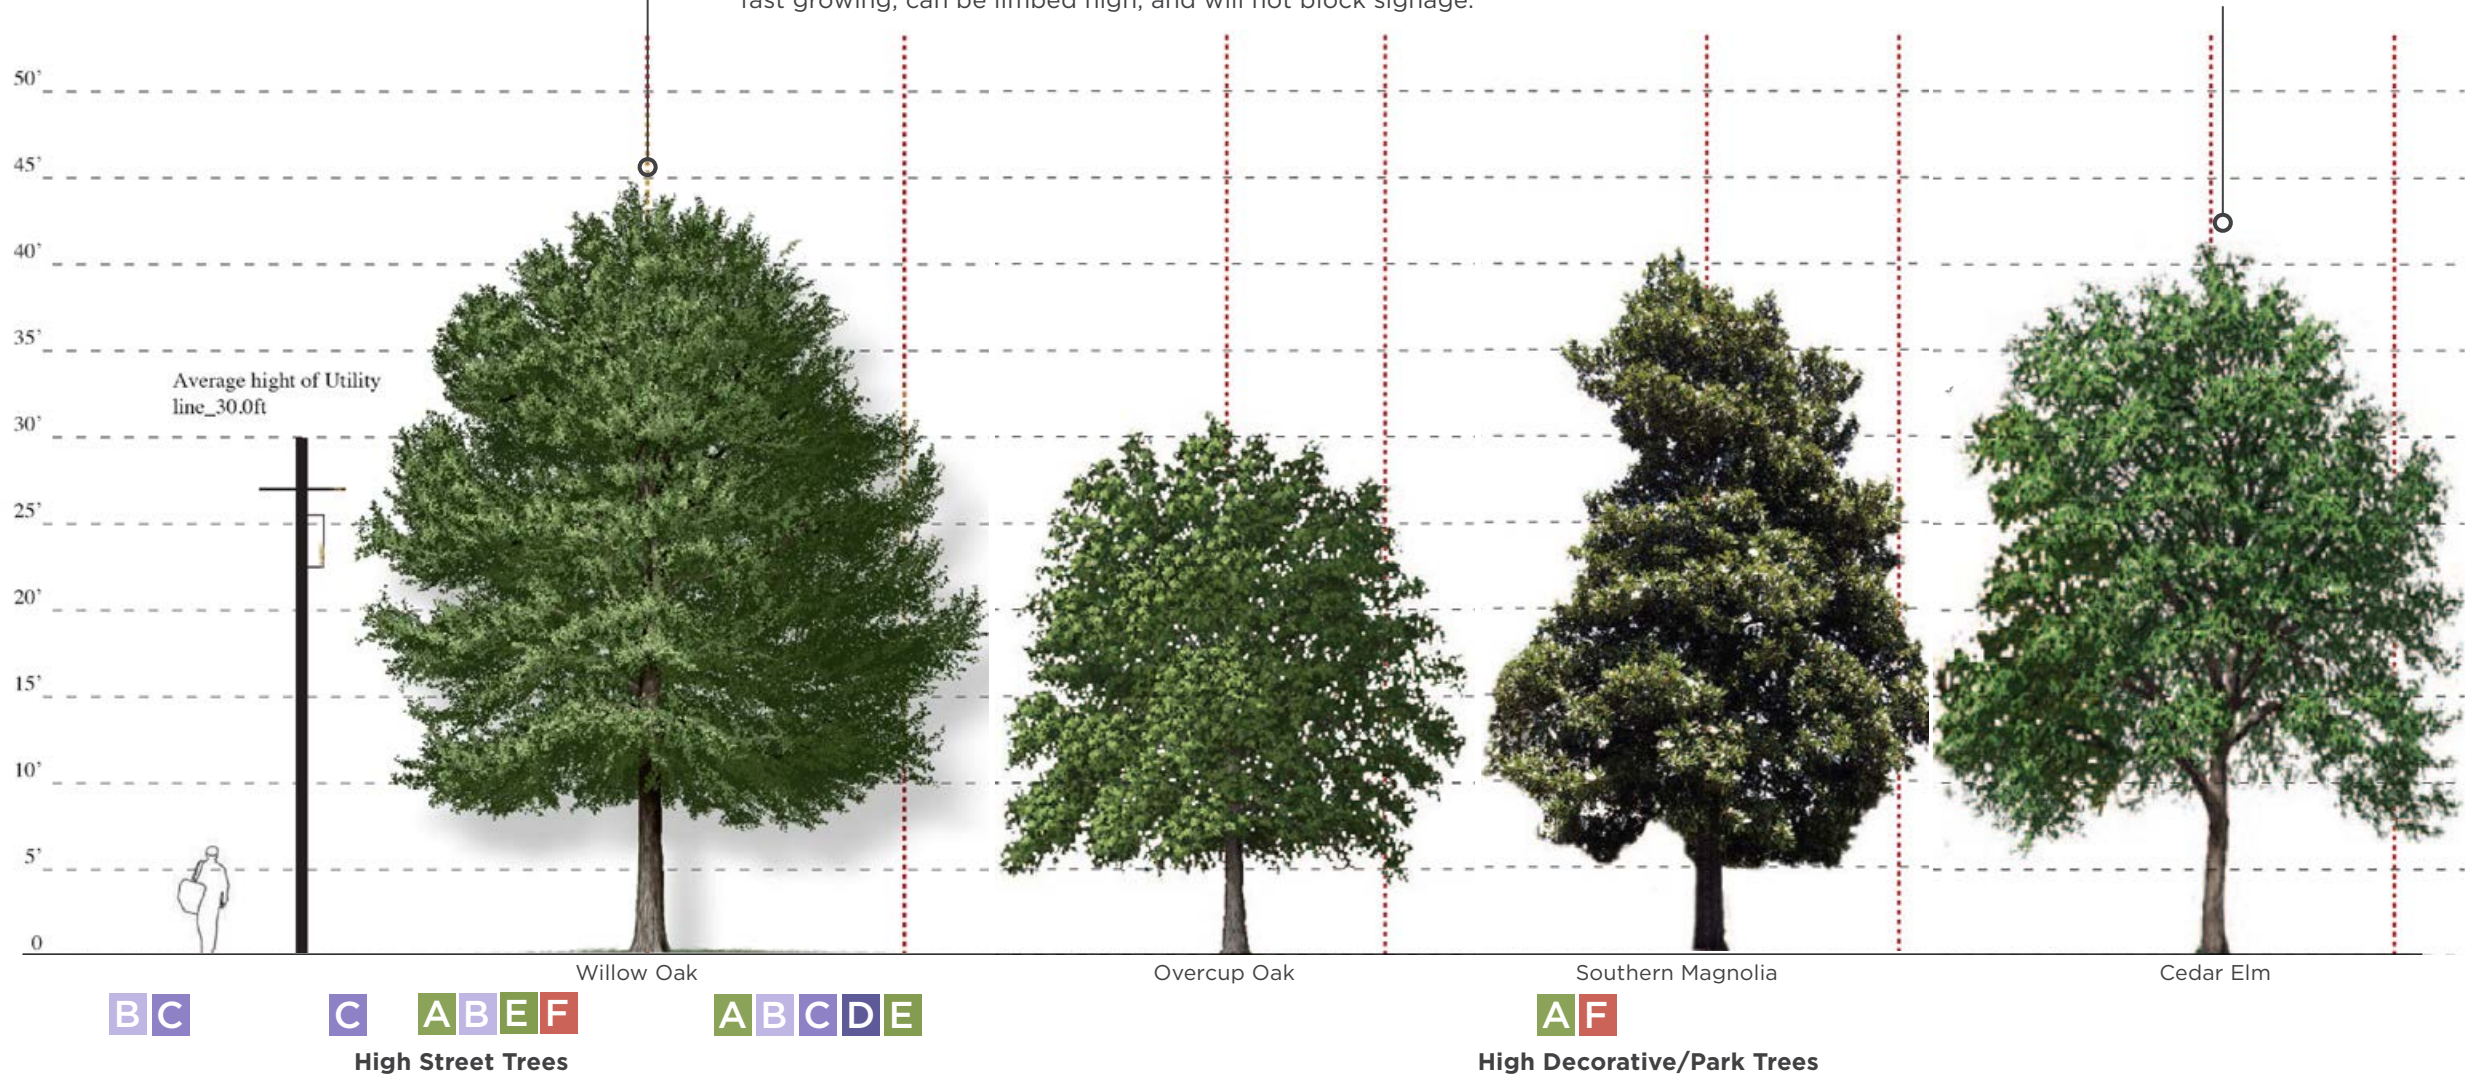 fast growing, can be limbed high, and will not block signage.
50’
45’
40’
35’
Average hight of Utility
line_30.0ft
30’
25’
20’
15’
10’
5’
0
Willow Oak
Overcup Oak
Southern Magnolia
Cedar Elm
B C
C
A B E F
A B C D E
A F
High Street Trees
High Decorative/Park Trees